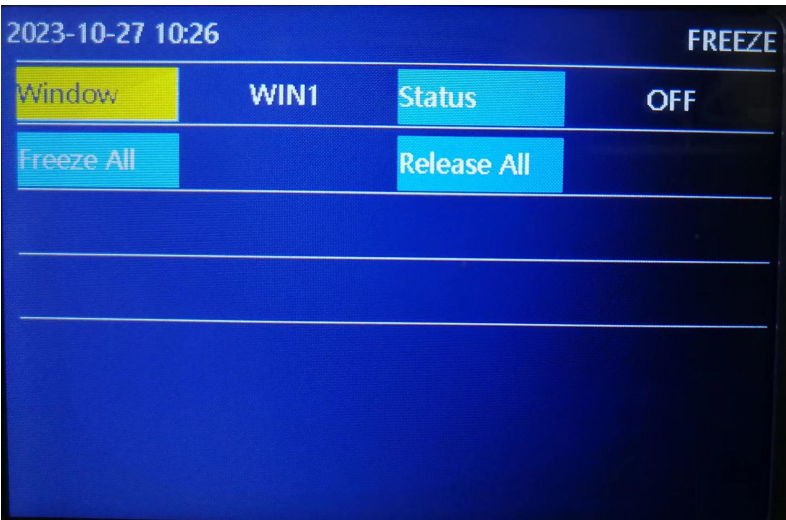 2023-10-27 10:26 FREEZE
Window WIN1 Status OFF
Freeze All Release All